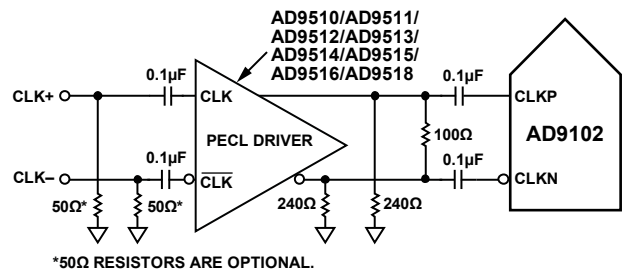 AD9510/AD9511/
AD9512/AD9513/
AD9514/AD9515/
AD9516/AD9518
0.1µF
0.1µF
CLK+
CLK
CLKP
PECL DRIVER
100Ω
AD9102
0.1µF
0.1µF
CLK–
CLK
CLKN
50Ω*
50Ω*
240Ω
240Ω
*50Ω RESISTORS ARE OPTIONAL.